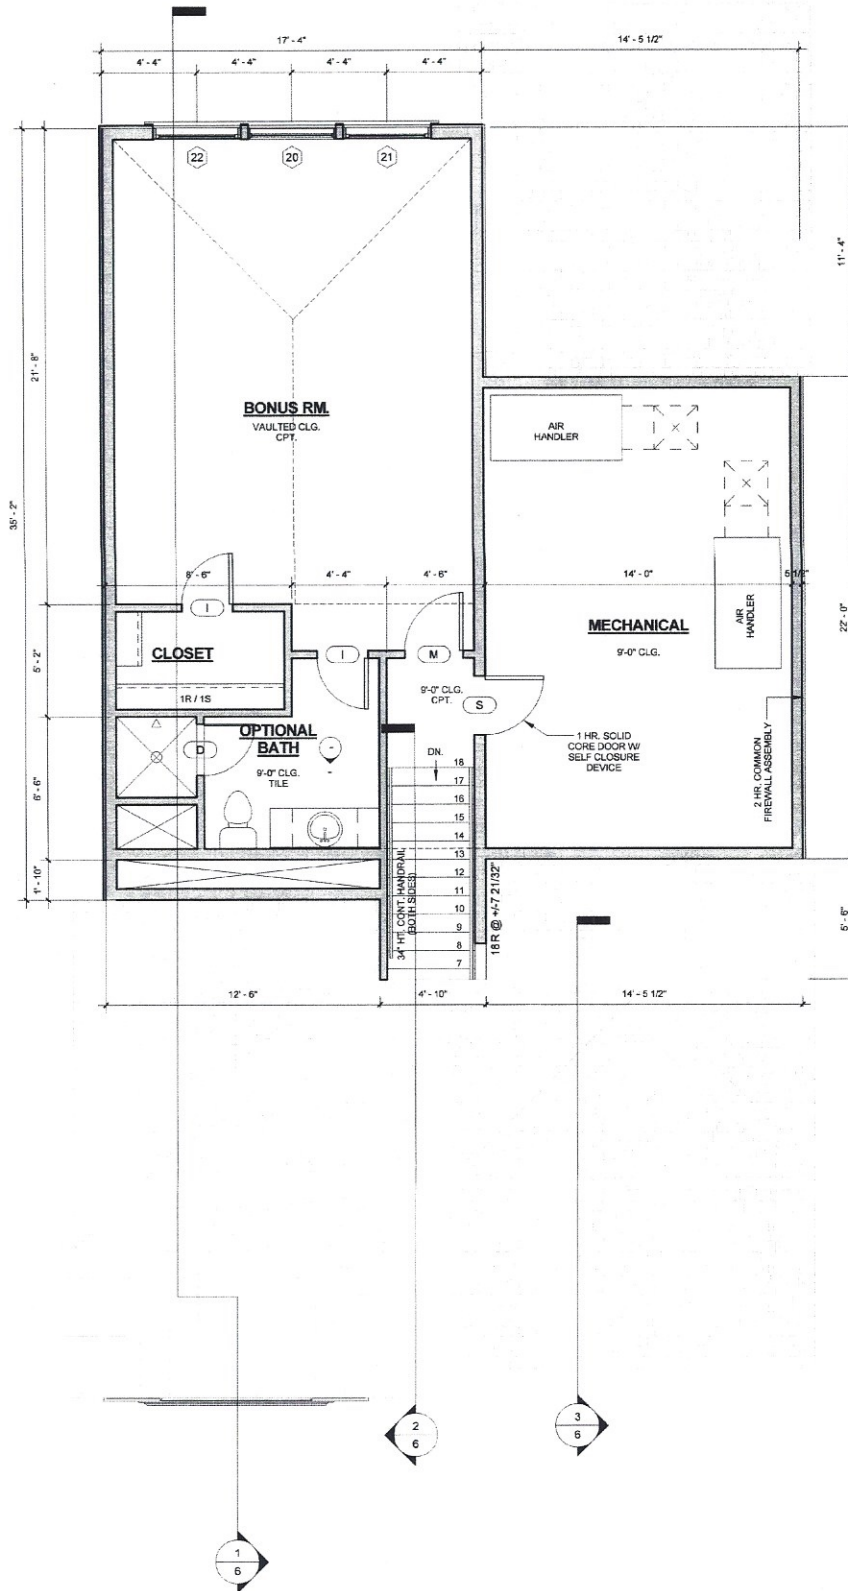 17' - 4"
14' - 5 1/2"
4' - 4"
4' - 4"
4' - 4"
4' - 4"
22
20
21
11' - 4"
21' - 8"
35' - 2"
BONUS RM.
VAULTED CLG.
CPT.
AIR
HANDLER
8' - 6"
4' - 4"
4' - 6"
14' - 0"
5 1/2"
I
MECHANICAL
9'-0" CLG.
AIR
HANDLER
22' - 0"
5' - 2"
CLOSET
I
M
1R / 1S
9'-0" CLG.
CPT.
S
OPTIONAL
BATH
D
9'-0" CLG.
TILE
-
-
DN.
1 HR. SOLID
CORE DOOR W/
SELF CLOSURE
DEVICE
2 HR. COMMON
FIREWALL ASSEMBLY
6' - 6"
18
17
16
15
14
13
12
11
10
9
8
7
34" HT. CONT. HANDRAIL
(BOTH SIDES)
18 R @ +/-7 21/32"
1' - 10"
5' - 6"
12' - 6"
4' - 10"
14' - 5 1/2"
2
6
3
6
1
6